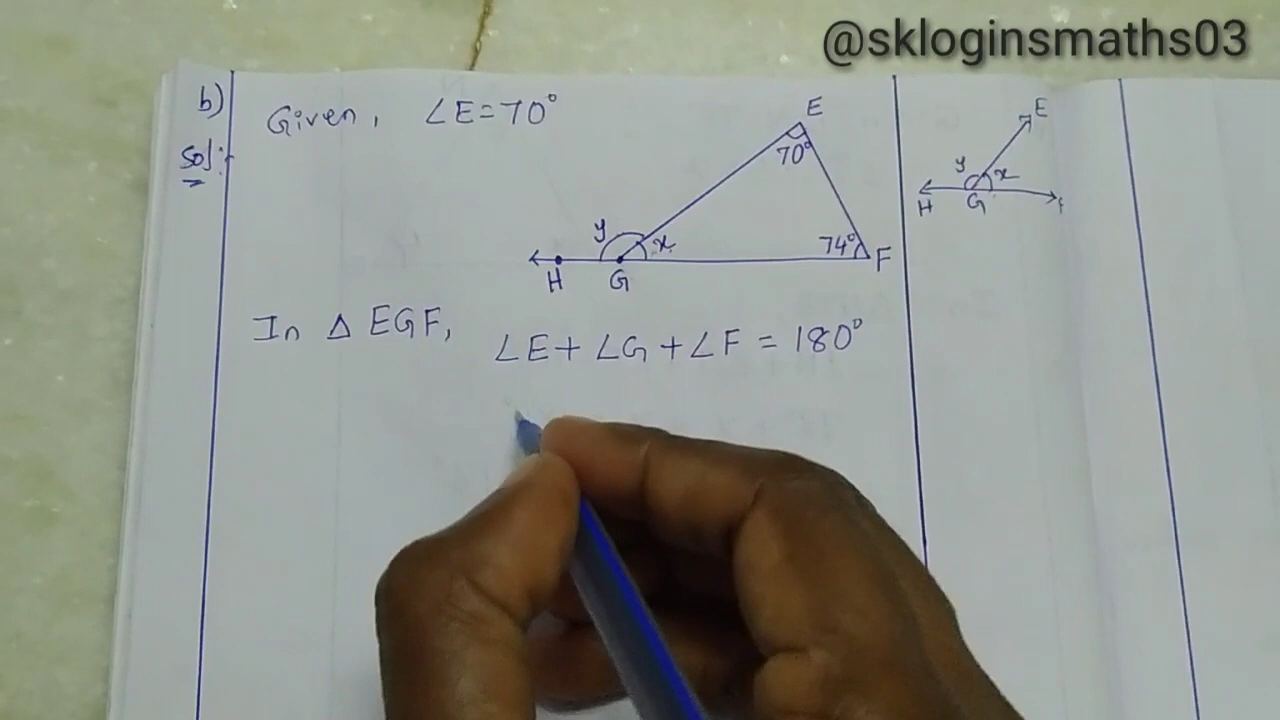 @skloginsmaths03
b)
Sol:-
Given, ∠E=70°
E
70°
y
x
74°
F
H
G
E
y
x
H
G
In Δ EGF,
∠E+ ∠G +∠F = 180°